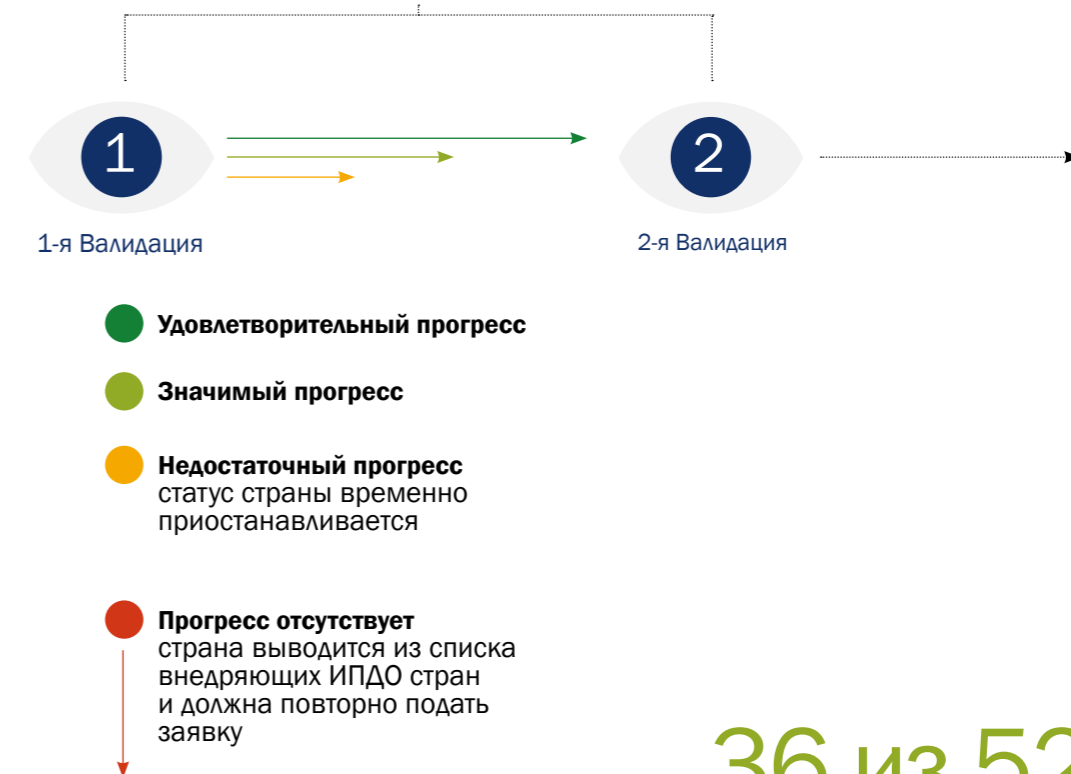 1
2
1-я Валидация
2-я Валидация
Удовлетворительный прогресс
Значимый прогресс
Недостаточный прогресс
статус страны временно
приостанавливается
Прогресс отсутствует
страна выводится из списка
внедряющих ИПДО стран
и должна повторно подать
заявку
36 из 52